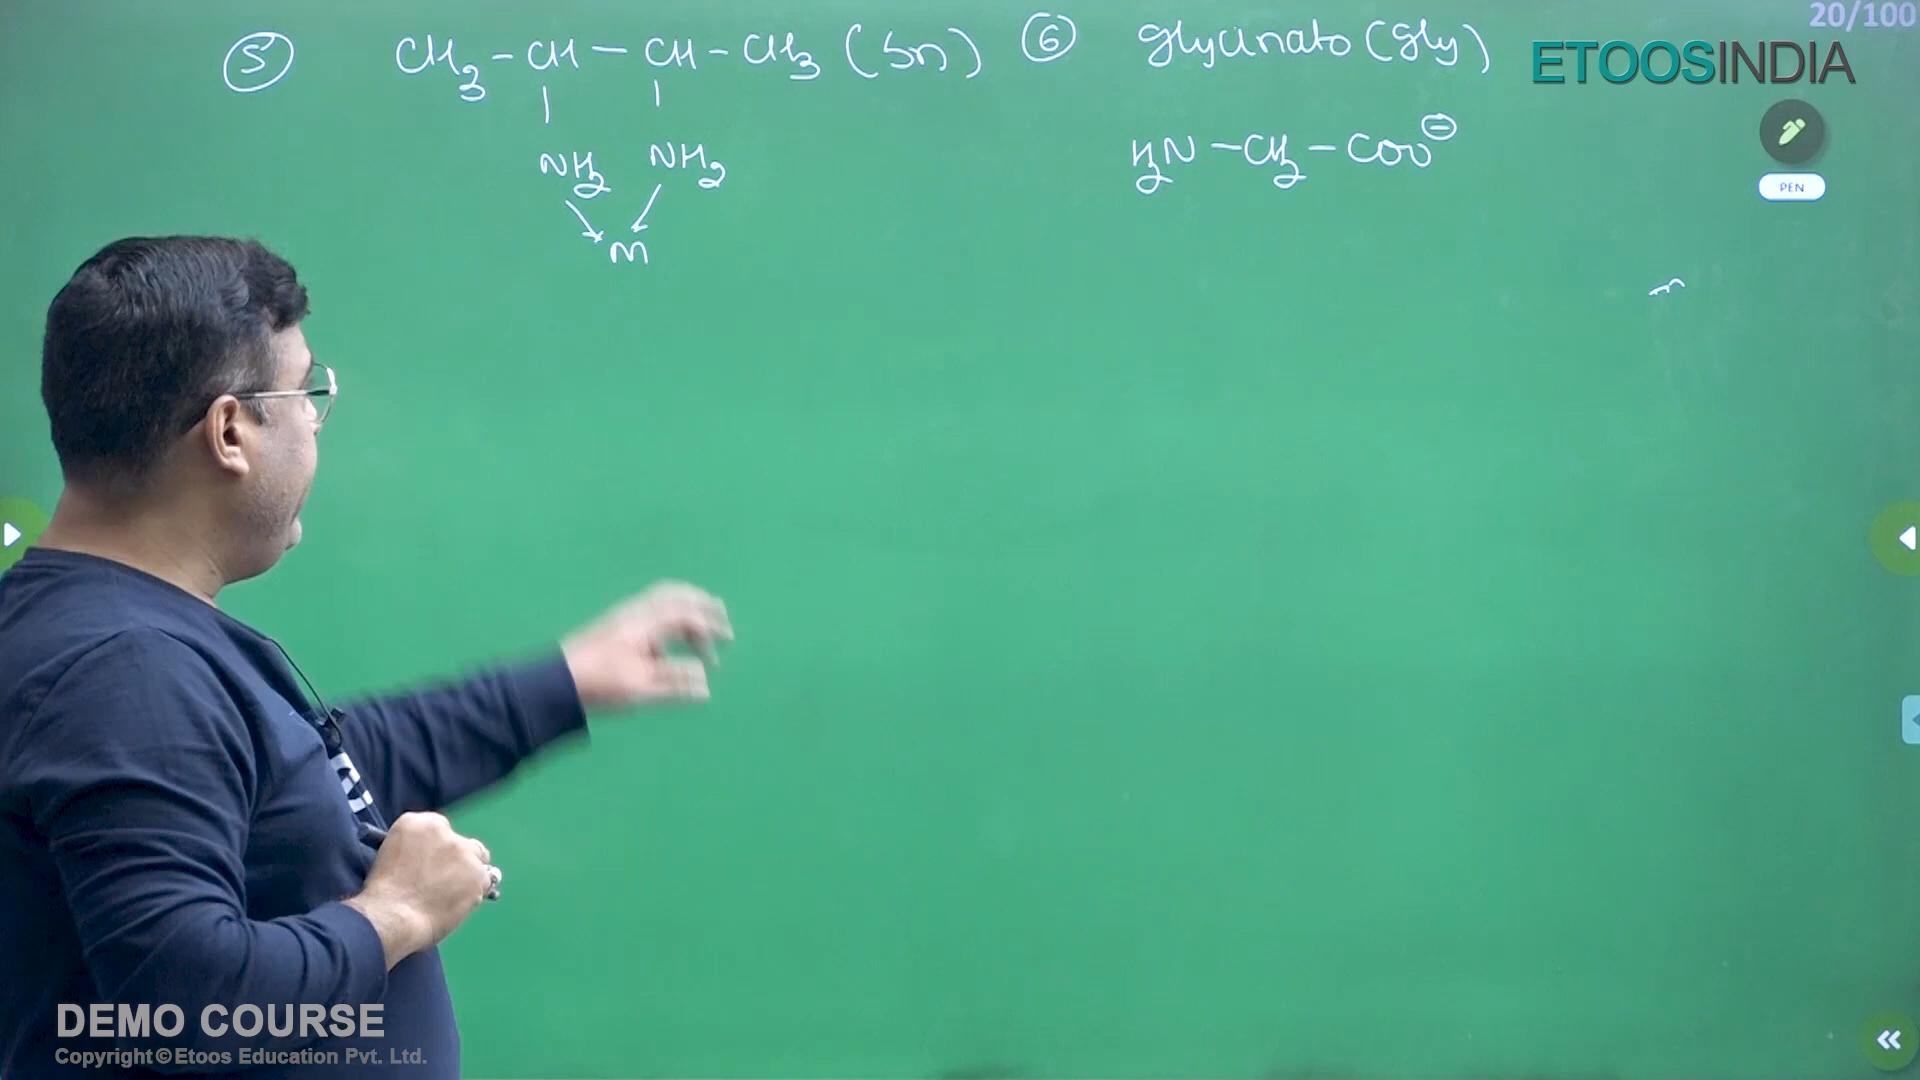 20/100
ETOOSINDIA
PEN
⑤ CH3-CH-CH-CH3 (Sn)
NH2 NH2
M
⑥ glycinato (gly)
H2N-CH2-COO⊖
m
DEMO COURSE
Copyright © Etoos Education Pvt. Ltd.